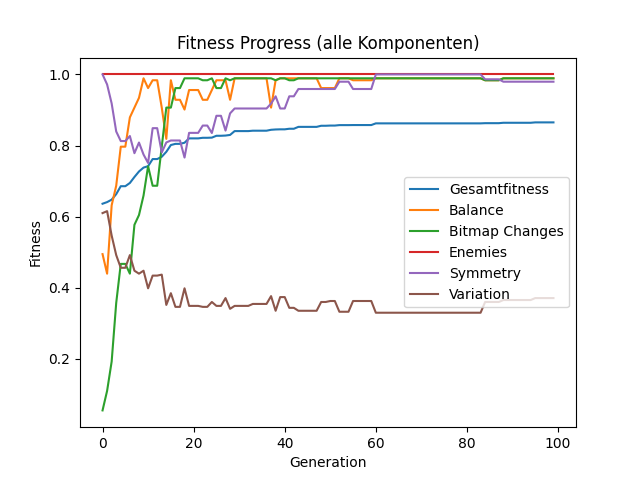 Fitness Progress (alle Komponenten)
Fitness
1.0
0.8
0.6
0.4
0.2
Gesamtfitness
Balance
Bitmap Changes
Enemies
Symmetry
Variation
0 20 40 60 80 100
Generation